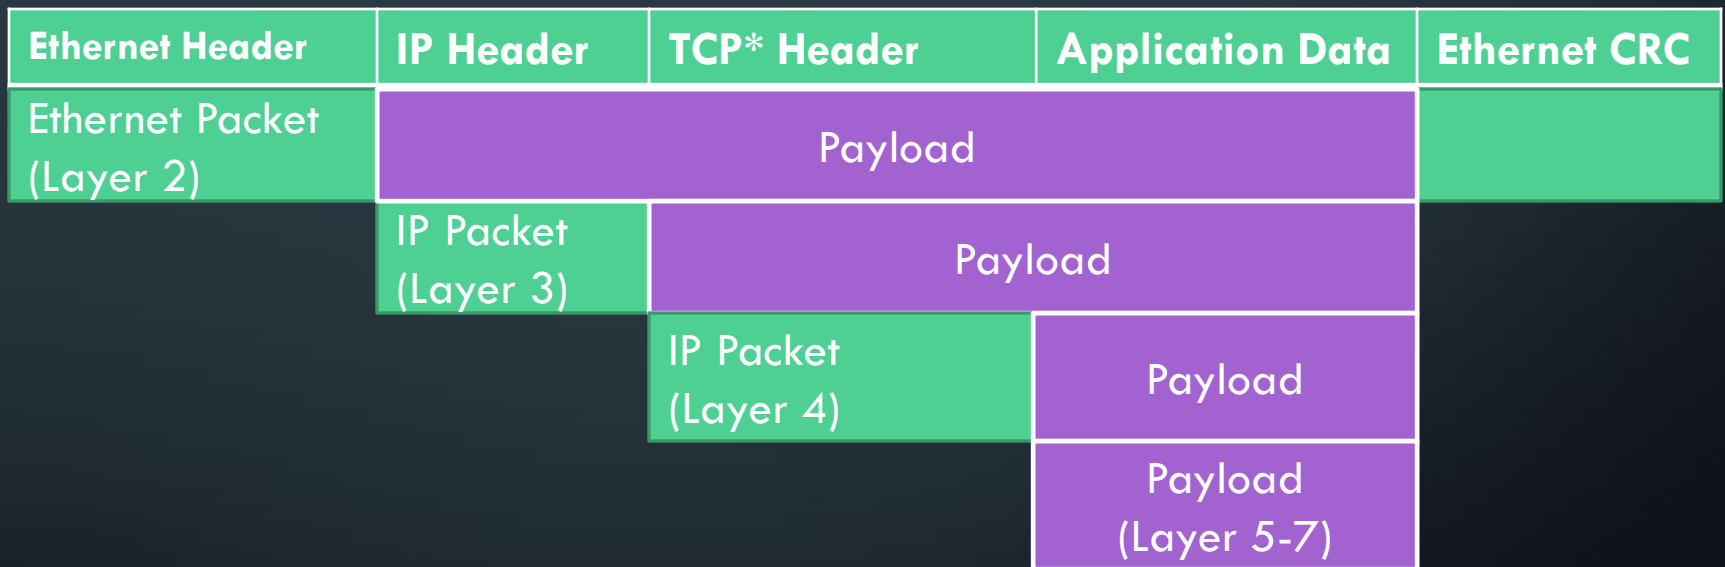 Ethernet Header
IP Header
TCP* Header
Application Data
Ethernet CRC
Ethernet Packet
(Layer 2)
Payload
IP Packet
(Layer 3)
Payload
IP Packet
(Layer 4)
Payload
Payload
(Layer 5-7)